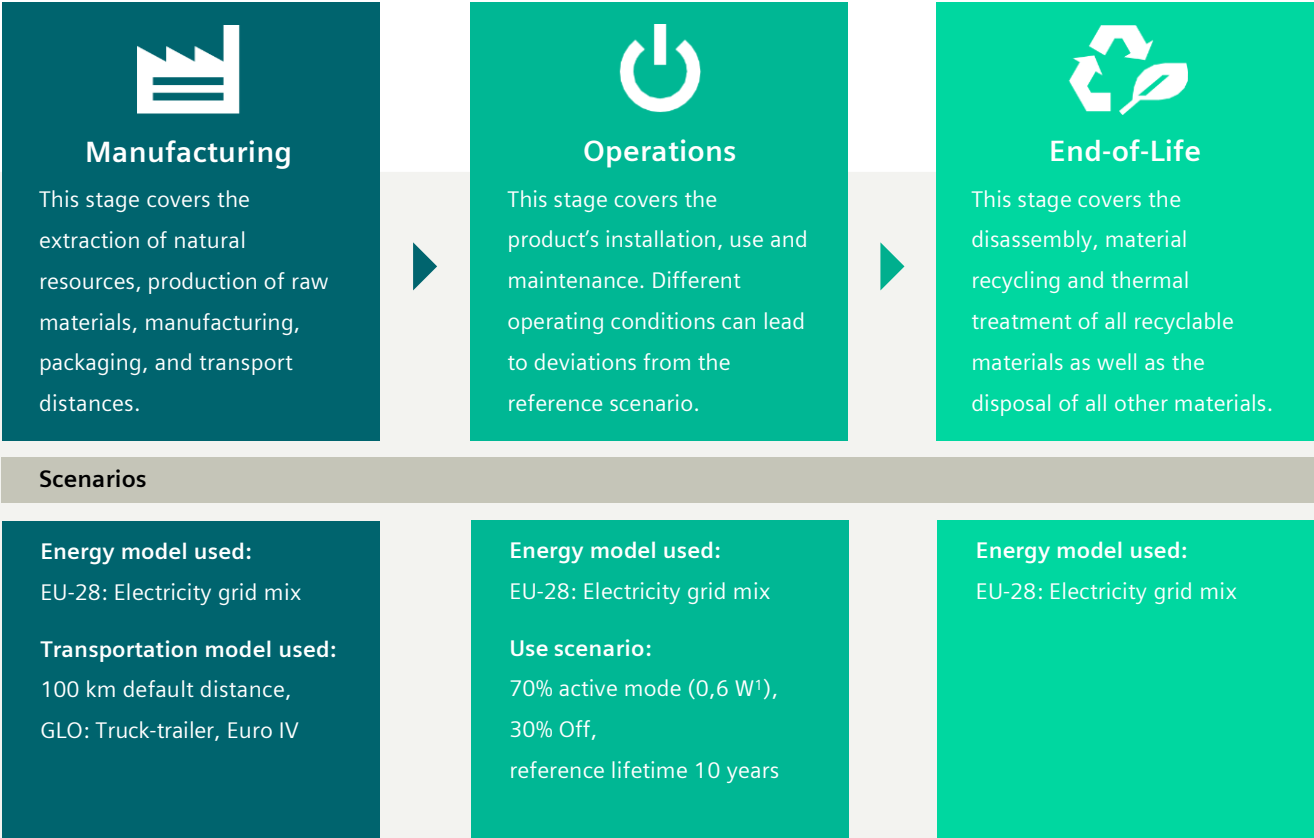 Manufacturing
This stage covers the
extraction of natural
resources, production of raw
materials, manufacturing,
packaging, and transport
distances.
Operations
This stage covers the
product’s installation, use and
maintenance. Different
operating conditions can lead
to deviations from the
reference scenario.
End-of-Life
This stage covers the
disassembly, material
recycling and thermal
treatment of all recyclable
materials as well as the
disposal of all other materials.
Scenarios
Energy model used:
EU-28: Electricity grid mix
Transportation model used:
100 km default distance,
GLO: Truck-trailer, Euro IV
Energy model used:
EU-28: Electricity grid mix
Use scenario:
70% active mode (0,6 W¹),
30% Off,
reference lifetime 10 years
Energy model used:
EU-28: Electricity grid mix